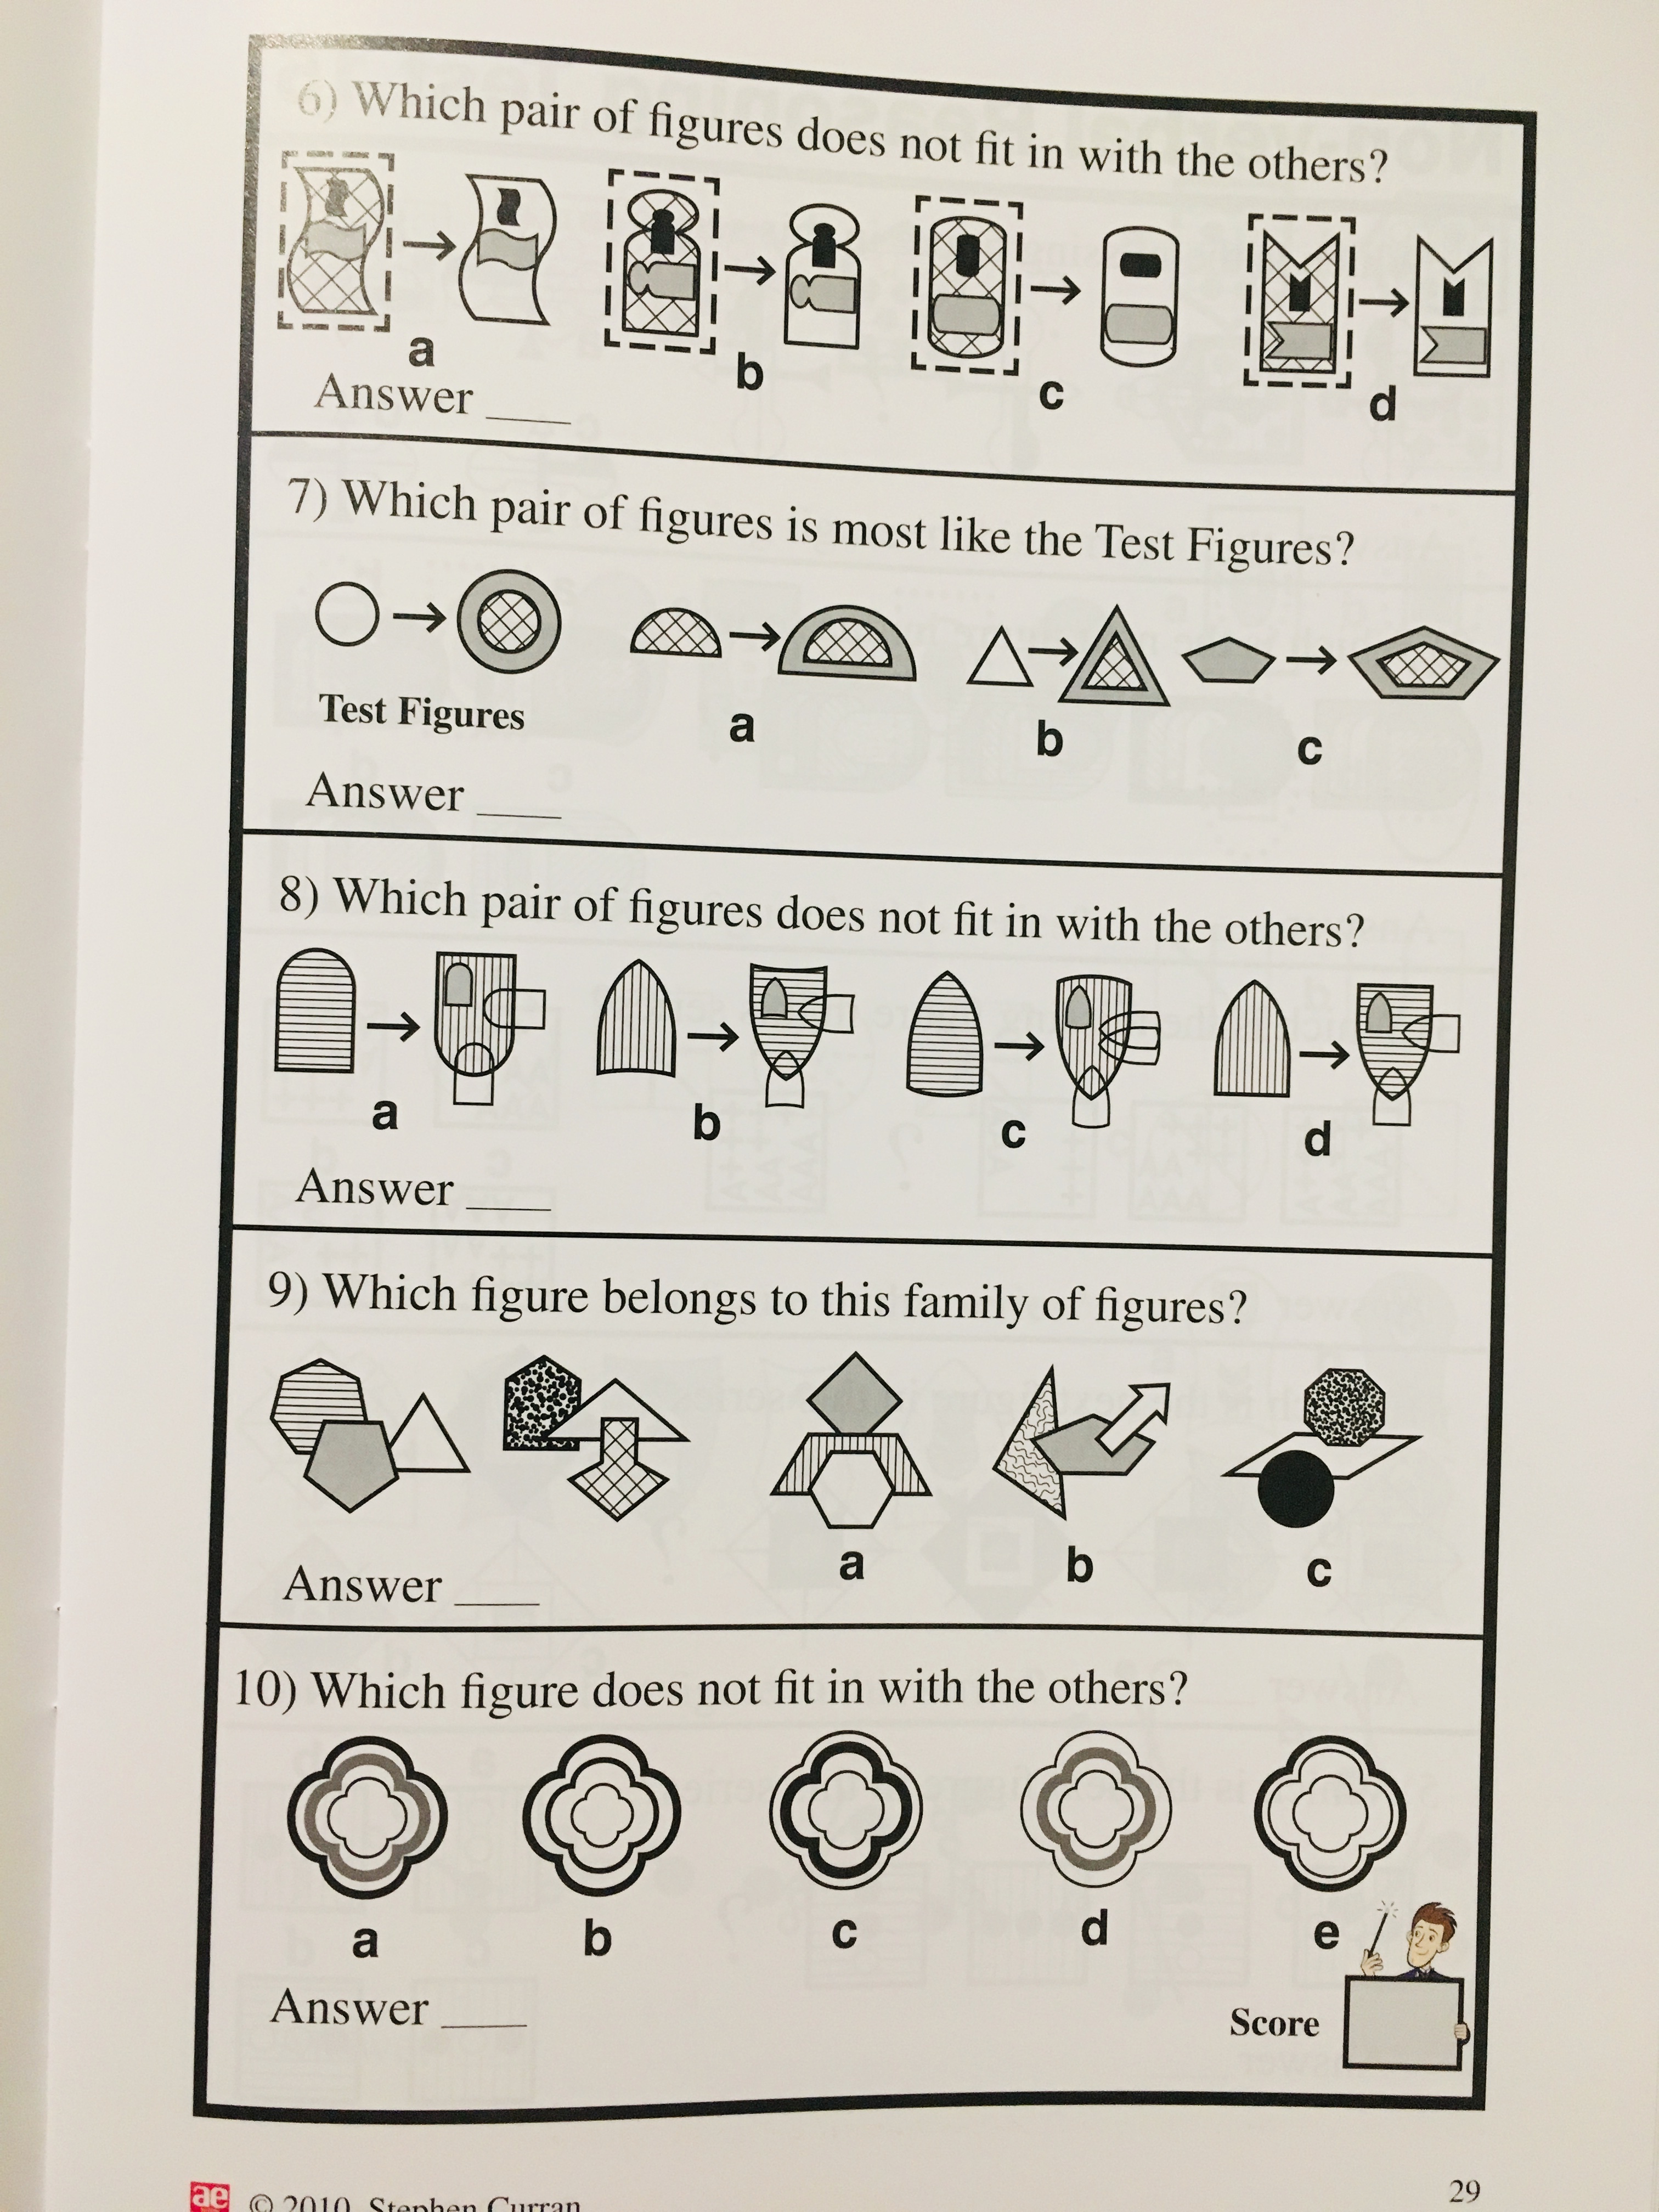 6) Which pair of figures does not fit in with the others?
a
b
c
d
Answer ____
7) Which pair of figures is most like the Test Figures?
Test Figures
a
b
c
Answer ____
8) Which pair of figures does not fit in with the others?
a
b
c
d
Answer ____
9) Which figure belongs to this family of figures?
a
b
c
Answer ____
10) Which figure does not fit in with the others?
a
b
c
d
e
Answer ____
Score
ae © 2010 Stephen Curran
29